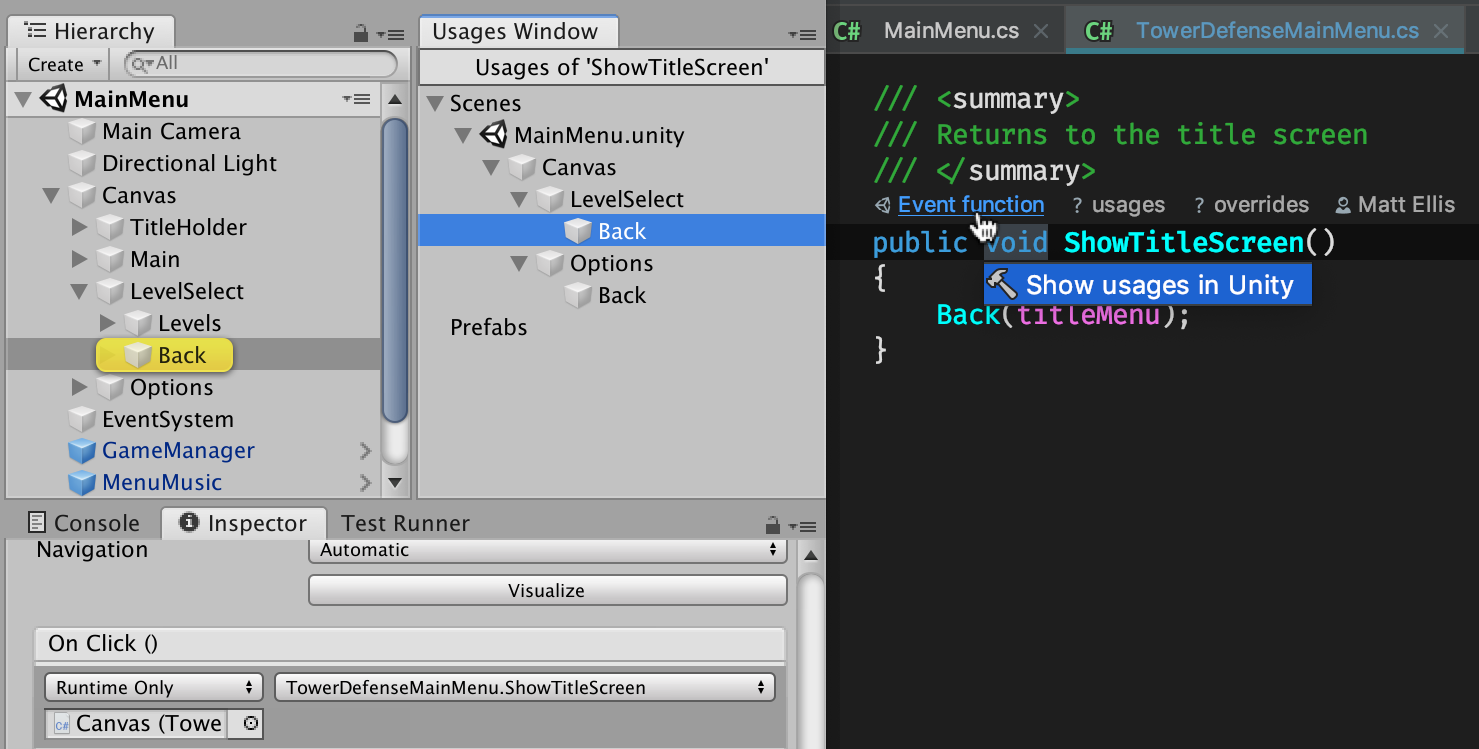 Hierarchy
Create
All
MainMenu
Main Camera
Directional Light
Canvas
TitleHolder
Main
LevelSelect
Levels
Back
Options
EventSystem
GameManager
MenuMusic
Usages Window
Usages of 'ShowTitleScreen'
Scenes
MainMenu.unity
Canvas
LevelSelect
Back
Options
Back
Prefabs
Console
Inspector
Test Runner
Navigation
Automatic
Visualize
On Click ()
Runtime Only
TowerDefenseMainMenu.ShowTitleScreen
C# Canvas (Towe
C# MainMenu.cs
C# TowerDefenseMainMenu.cs
/// <summary>
/// Returns to the title screen
/// </summary>
Event function ? usages ? overrides Matt Ellis
public void ShowTitleScreen()
{
Show usages in Unity
Back(titleMenu);
}